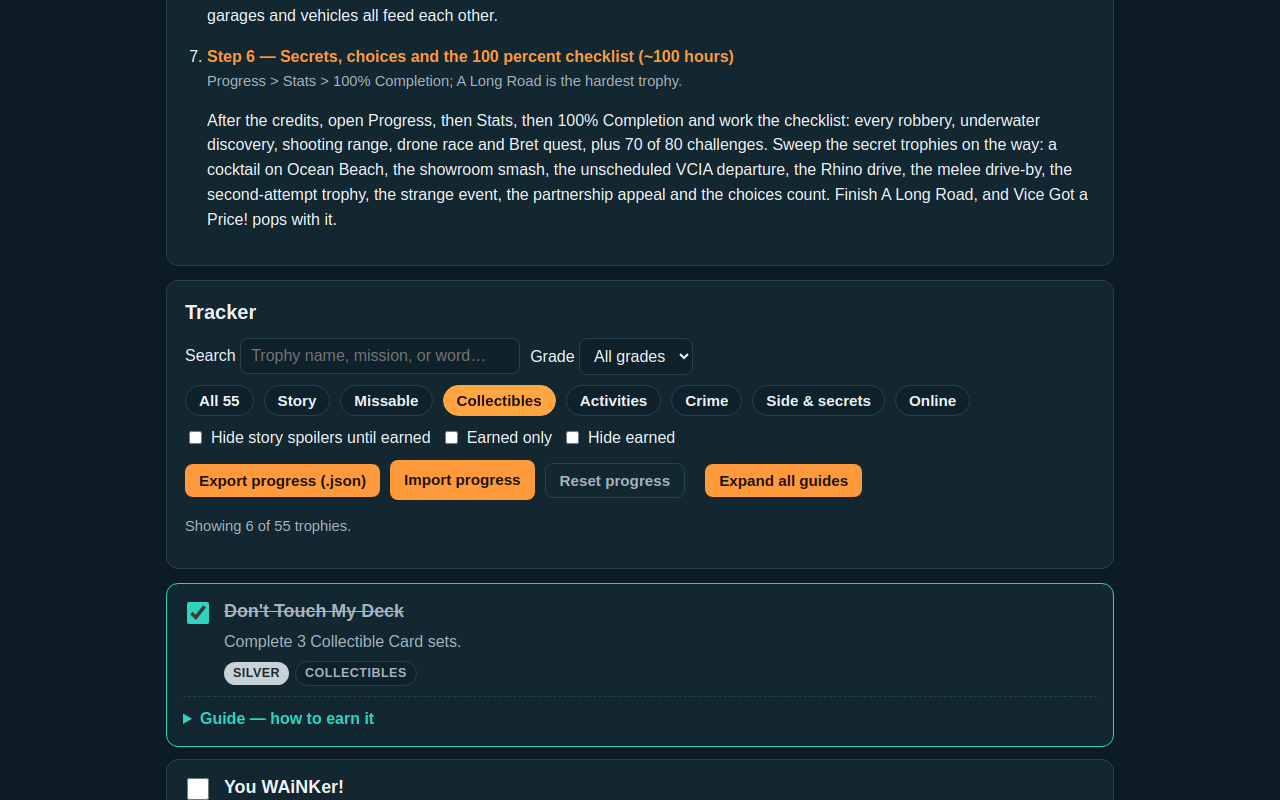 garages and vehicles all feed each other.
7. Step 6 — Secrets, choices and the 100 percent checklist (~100 hours)
Progress > Stats > 100% Completion; A Long Road is the hardest trophy.
After the credits, open Progress, then Stats, then 100% Completion and work the checklist: every robbery, underwater
discovery, shooting range, drone race and Bret quest, plus 70 of 80 challenges. Sweep the secret trophies on the way: a
cocktail on Ocean Beach, the showroom smash, the unscheduled VCIA departure, the Rhino drive, the melee drive-by, the
second-attempt trophy, the strange event, the partnership appeal and the choices count. Finish A Long Road, and Vice Got a
Price! pops with it.
Tracker
Search Trophy name, mission, or word… Grade All grades
All 55 Story Missable Collectibles Activities Crime Side & secrets Online
Hide story spoilers until earned Earned only Hide earned
Export progress (.json) Import progress Reset progress Expand all guides
Showing 6 of 55 trophies.
Don't Touch My Deck
Complete 3 Collectible Card sets.
SILVER COLLECTIBLES
Guide — how to earn it
You WAiNKer!